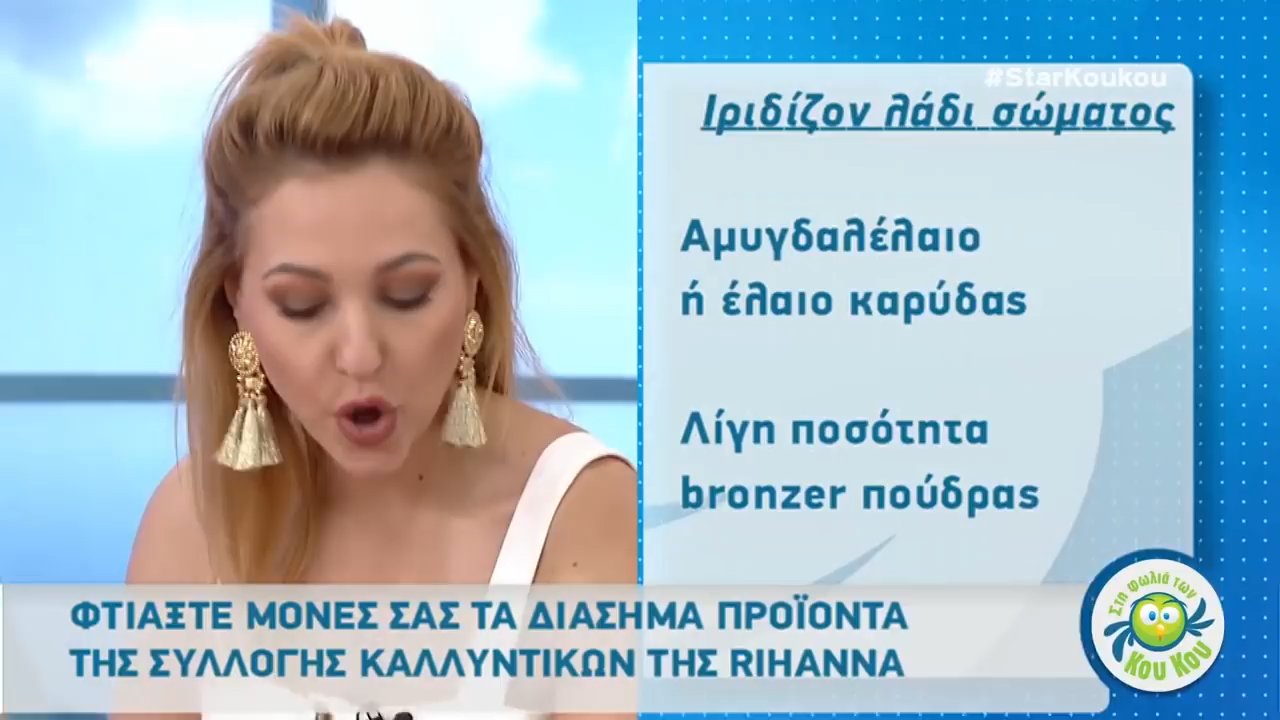 #StarKoukou
Ιριδίζον λάδι σώματος
Αμυγδαλέλαιο
ή έλαιο καρύδας
Λίγη ποσότητα
bronzer πούδρας
ΦΤΙΑΞΤΕ ΜΟΝΕΣ ΣΑΣ ΤΑ ΔΙΑΣΗΜΑ ΠΡΟΪΟΝΤΑ
ΤΗΣ ΣΥΛΛΟΓΗΣ ΚΑΛΛΥΝΤΙΚΩΝ ΤΗΣ RIHANNA
Στη φωλιά των
Κου Κου